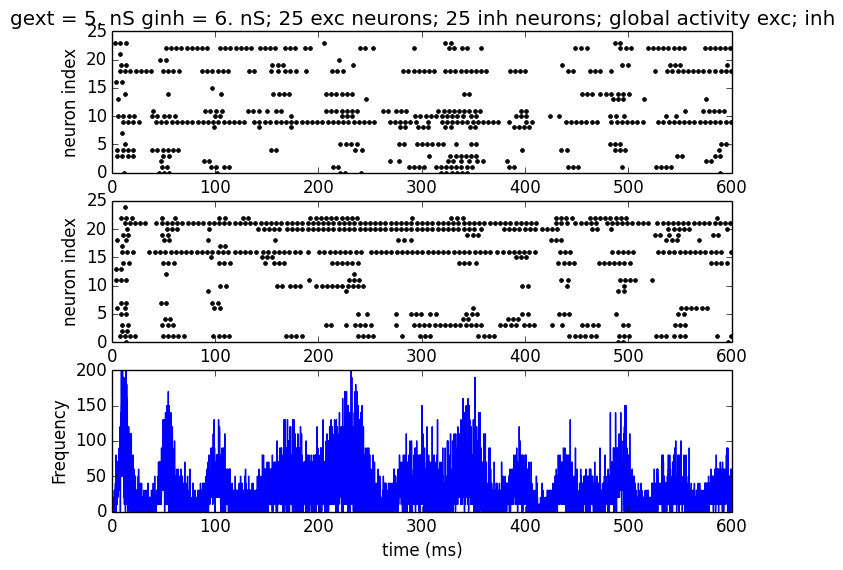 gext = 5. nS ginh = 6. nS; 25 exc neurons; 25 inh neurons; global activity exc; inh
25
20
15
10
5
0
neuron index
0 100 200 300 400 500 600
25
20
15
10
5
0
neuron index
0 100 200 300 400 500 600
200
150
100
50
0
Frequency
0 100 200 300 400 500 600
time (ms)